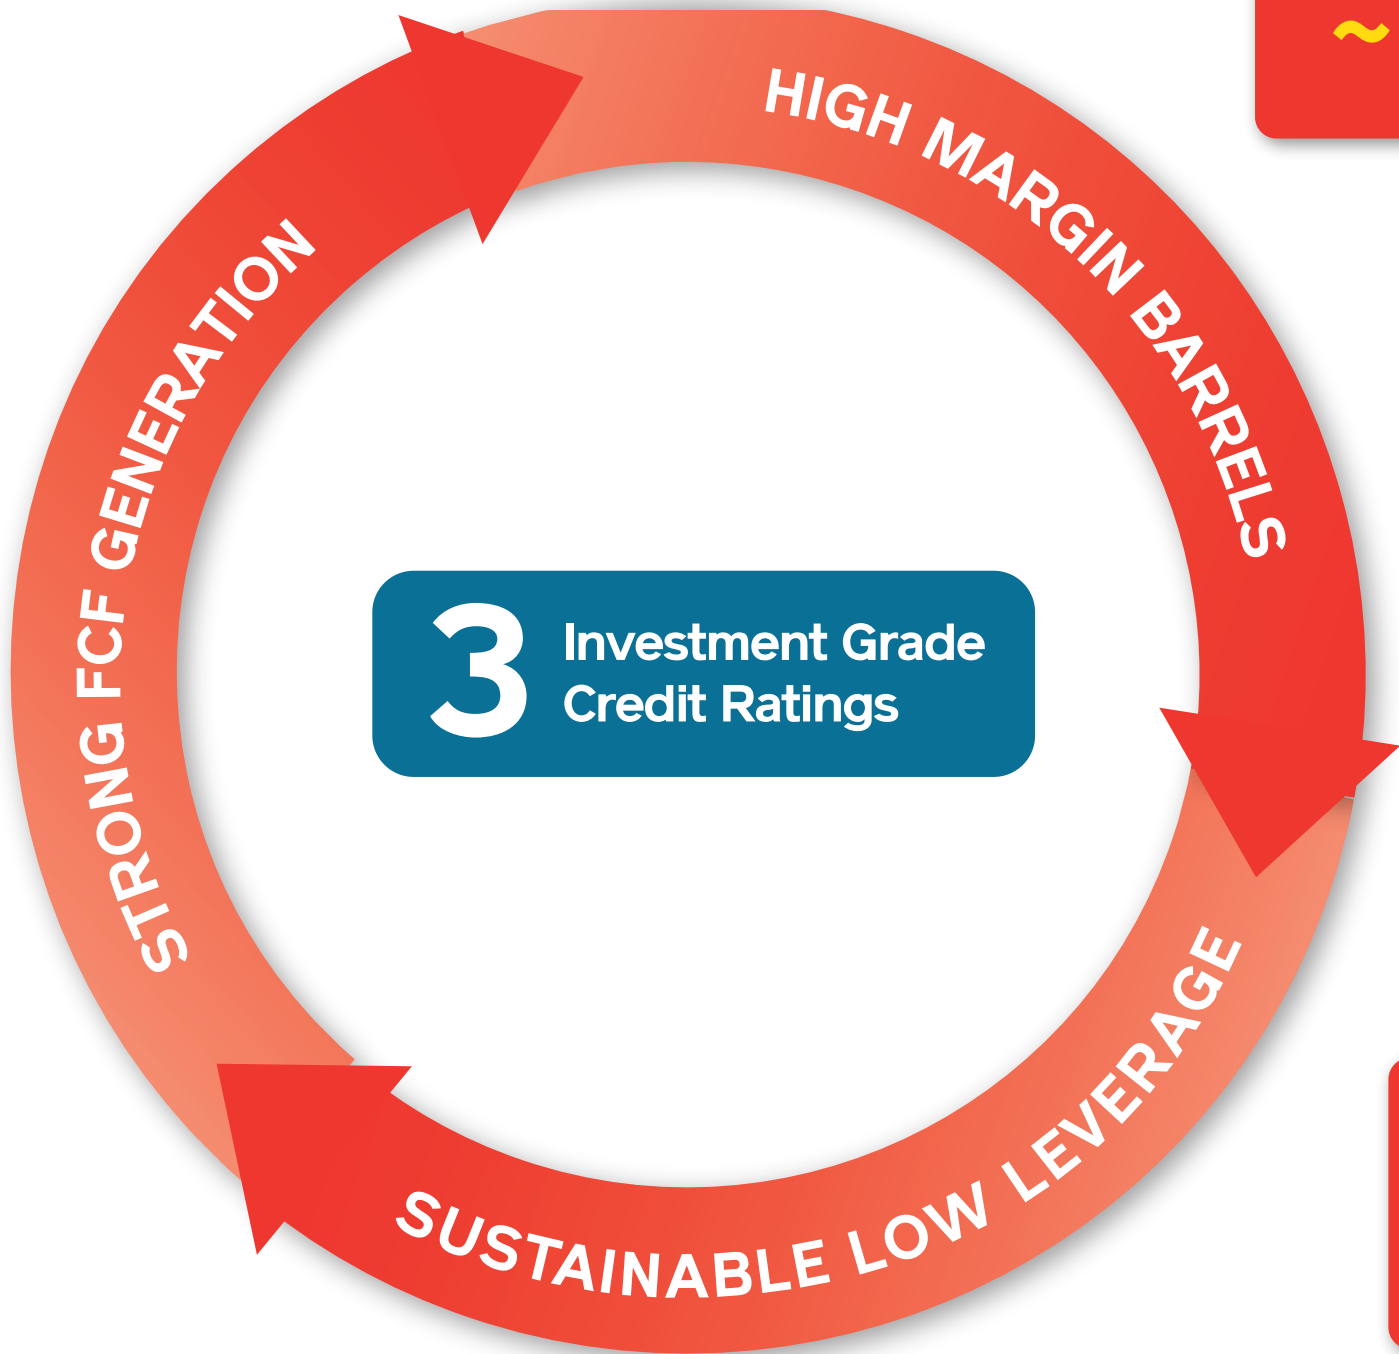 ~
HIGH MARGIN BARRELS
STRONG FCF GENERATION
3
Investment Grade
Credit Ratings
SUSTAINABLE LOW LEVERAGE